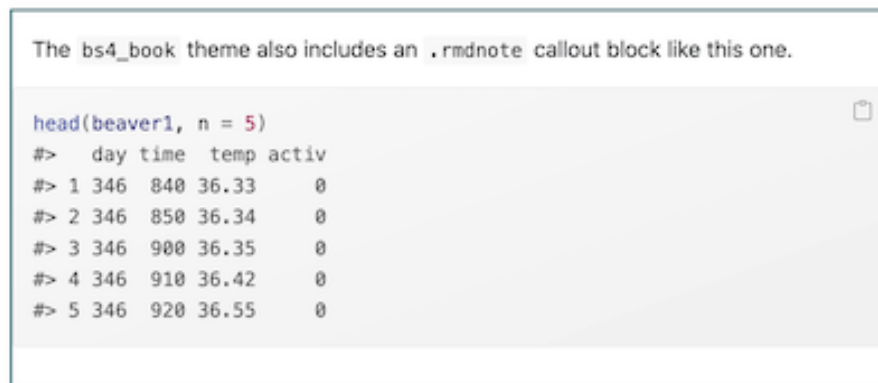 The bs4_book theme also includes an .rmdnote callout block like this one.
head(beaver1, n = 5)
#>   day time  temp activ
#> 1 346  840 36.33     0
#> 2 346  850 36.34     0
#> 3 346  900 36.35     0
#> 4 346  910 36.42     0
#> 5 346  920 36.55     0